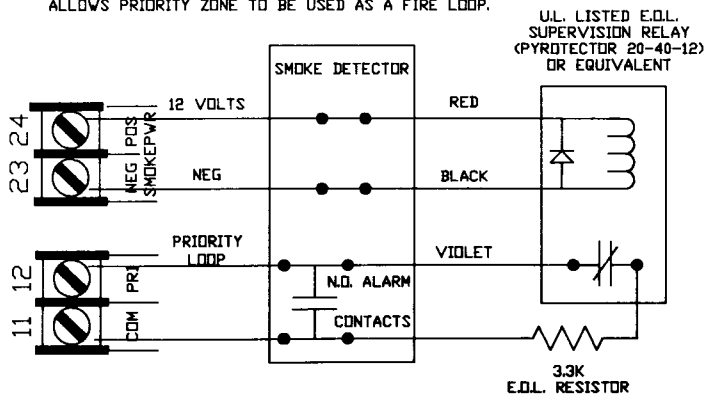 ALLOWS PRIORITY ZONE TO BE USED AS A FIRE LOOP.
U.L. LISTED E.O.L.
SUPERVISION RELAY
(PYROTECTOR 20-40-12)
OR EQUIVALENT
SMOKE DETECTOR
24
POS
12 VOLTS
RED
SMOKEPWR
23
NEG
NEG
BLACK
PRIORITY
LOOP
VIOLET
12
PRI
N.O. ALARM
CONTACTS
11
COM
3.3K
E.O.L. RESISTOR